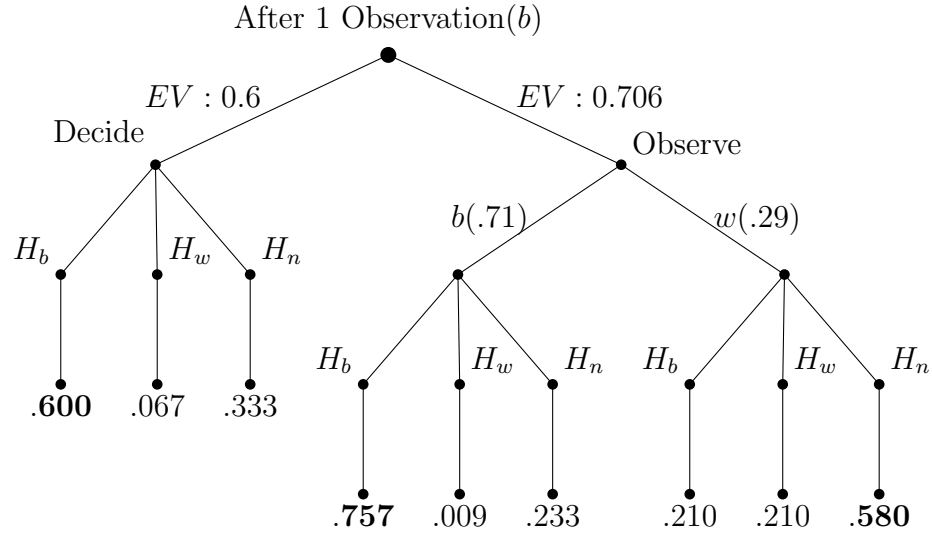 After 1 Observation(b)
EV : 0.6
EV : 0.706
Decide
Observe
b(.71)
w(.29)
H_b
H_w
H_n
H_b
H_w
H_n
H_b
H_w
H_n
.600
.067
.333
.757
.009
.233
.210
.210
.580